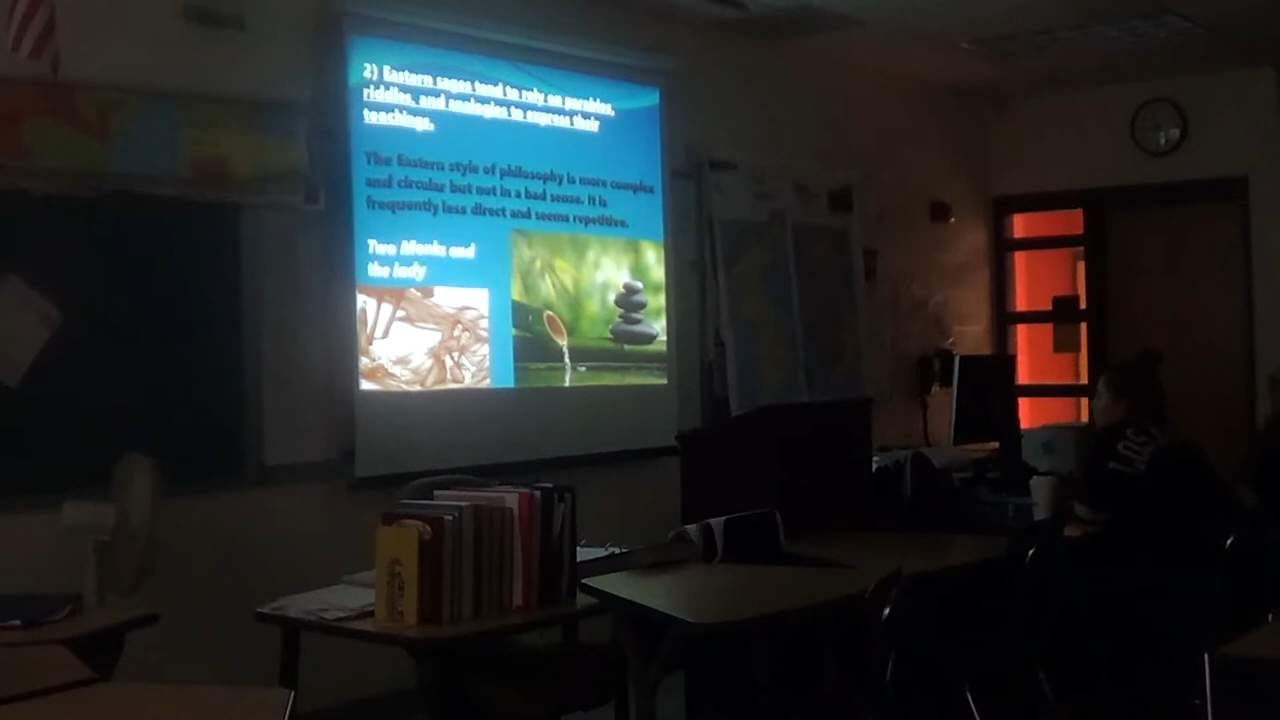 2) Eastern sages tend to rely on parables,
riddles, and analogies to express their
teachings.
The Eastern style of philosophy is more complex
and circular but not in a bad sense. It is
frequently less direct and seems repetitive.
Two Monks and
the lady